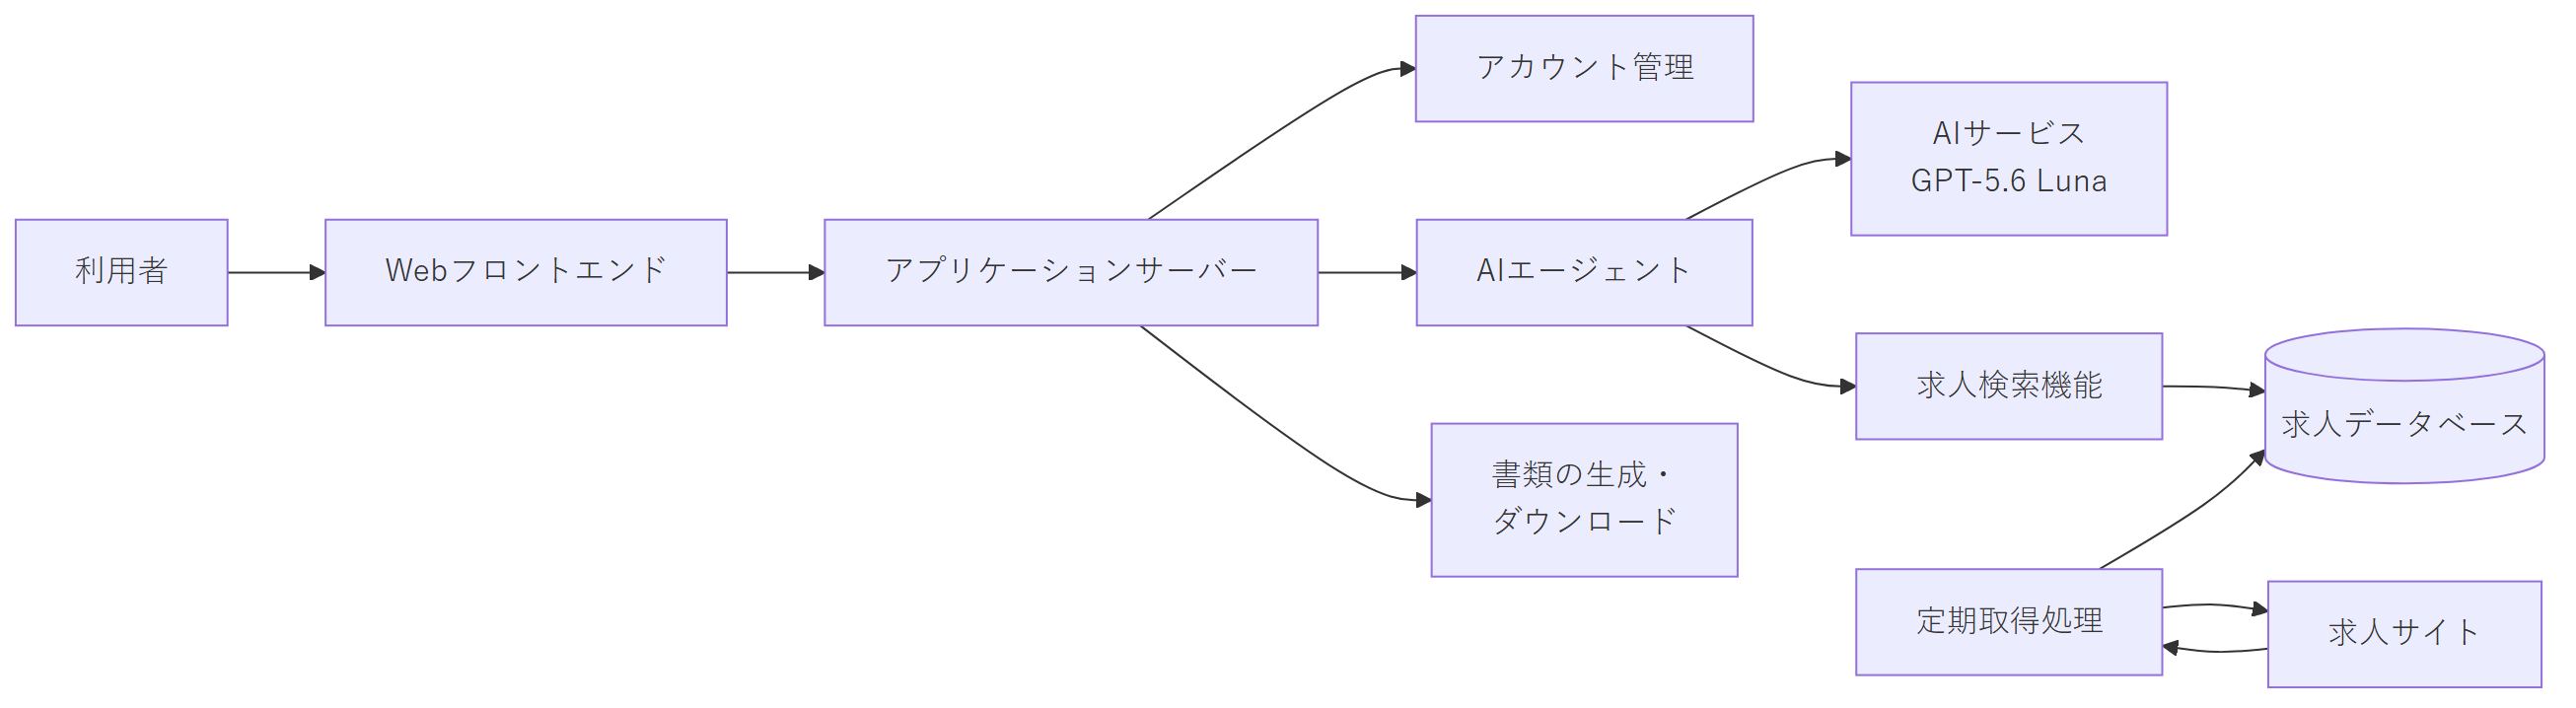 利用者
Webフロントエンド
アプリケーションサーバー
アカウント管理
AIエージェント
書類の生成・
ダウンロード
AIサービス
GPT-5.6 Luna
求人検索機能
定期取得処理
求人データベース
求人サイト